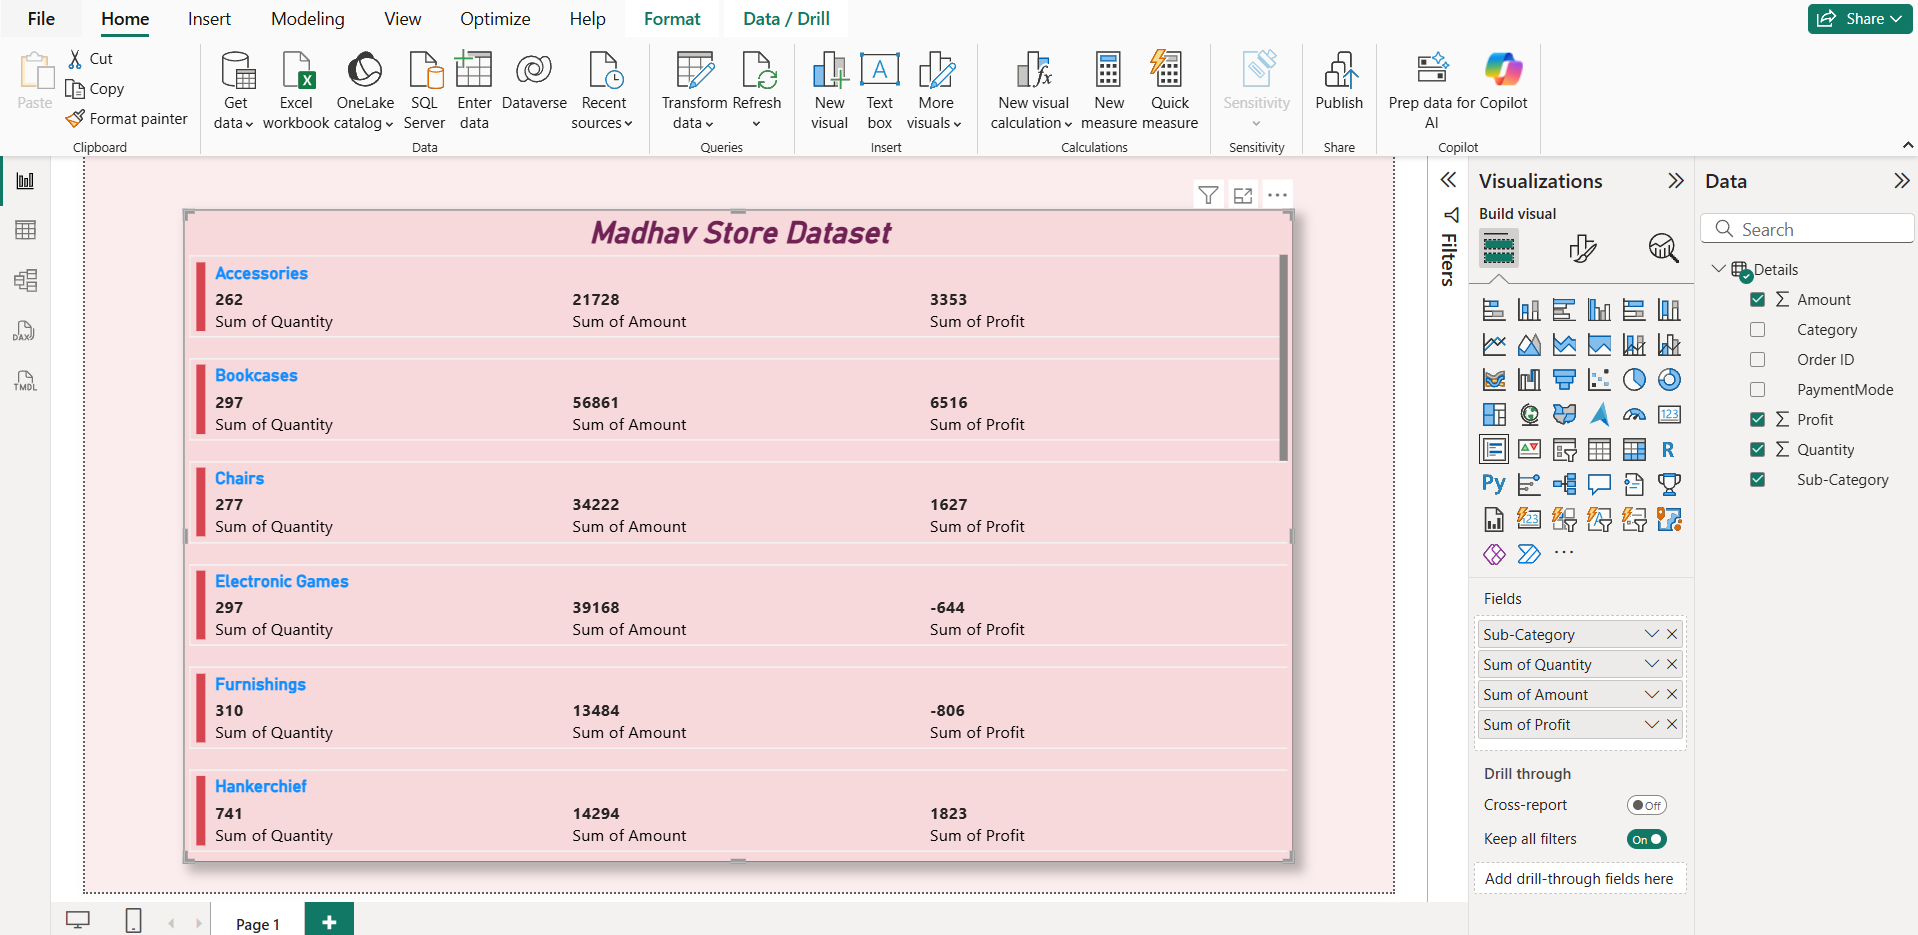 File Home Insert Modeling View Optimize Help Format Data / Drill Share
Paste
Cut
Copy
Format painter
Clipboard
Get data
Excel workbook
OneLake catalog
SQL Server
Enter data
Dataverse
Recent sources
Data
Transform data
Refresh
Queries
New visual
Text box
More visuals
Insert
New visual calculation
New measure
Quick measure
Calculations
Sensitivity
Sensitivity
Publish
Share
Prep data for AI
Copilot
Copilot
DAX
TMDL
Madhav Store Dataset
Accessories
262 21728 3353
Sum of Quantity Sum of Amount Sum of Profit
Bookcases
297 56861 6516
Sum of Quantity Sum of Amount Sum of Profit
Chairs
277 34222 1627
Sum of Quantity Sum of Amount Sum of Profit
Electronic Games
297 39168 -644
Sum of Quantity Sum of Amount Sum of Profit
Furnishings
310 13484 -806
Sum of Quantity Sum of Amount Sum of Profit
Hankerchief
741 14294 1823
Sum of Quantity Sum of Amount Sum of Profit
Page 1
Filters
Visualizations
Build visual
123
R
Py
123
Fields
Sub-Category
Sum of Quantity
Sum of Amount
Sum of Profit
Drill through
Cross-report Off
Keep all filters On
Add drill-through fields here
Data
Search
Details
Amount
Category
Order ID
PaymentMode
Profit
Quantity
Sub-Category